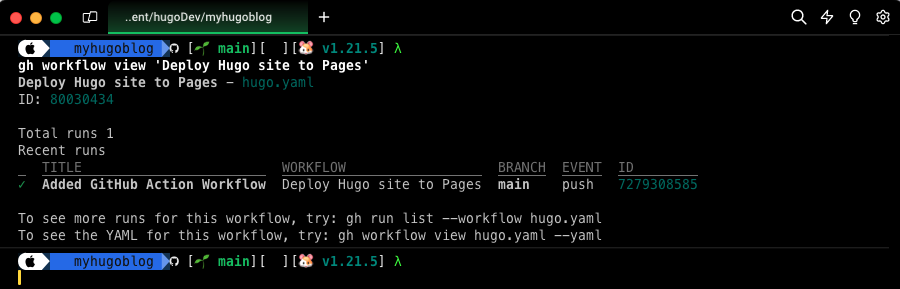 ..ent/hugoDev/myhugoblog
myhugoblog [ main][ ][ v1.21.5] λ
gh workflow view 'Deploy Hugo site to Pages'
Deploy Hugo site to Pages - hugo.yaml
ID: 80030434
Total runs 1
Recent runs
TITLE WORKFLOW BRANCH EVENT ID
✓ Added GitHub Action Workflow Deploy Hugo site to Pages main push 7279308585
To see more runs for this workflow, try: gh run list --workflow hugo.yaml
To see the YAML for this workflow, try: gh workflow view hugo.yaml --yaml
myhugoblog [ main][ ][ v1.21.5] λ